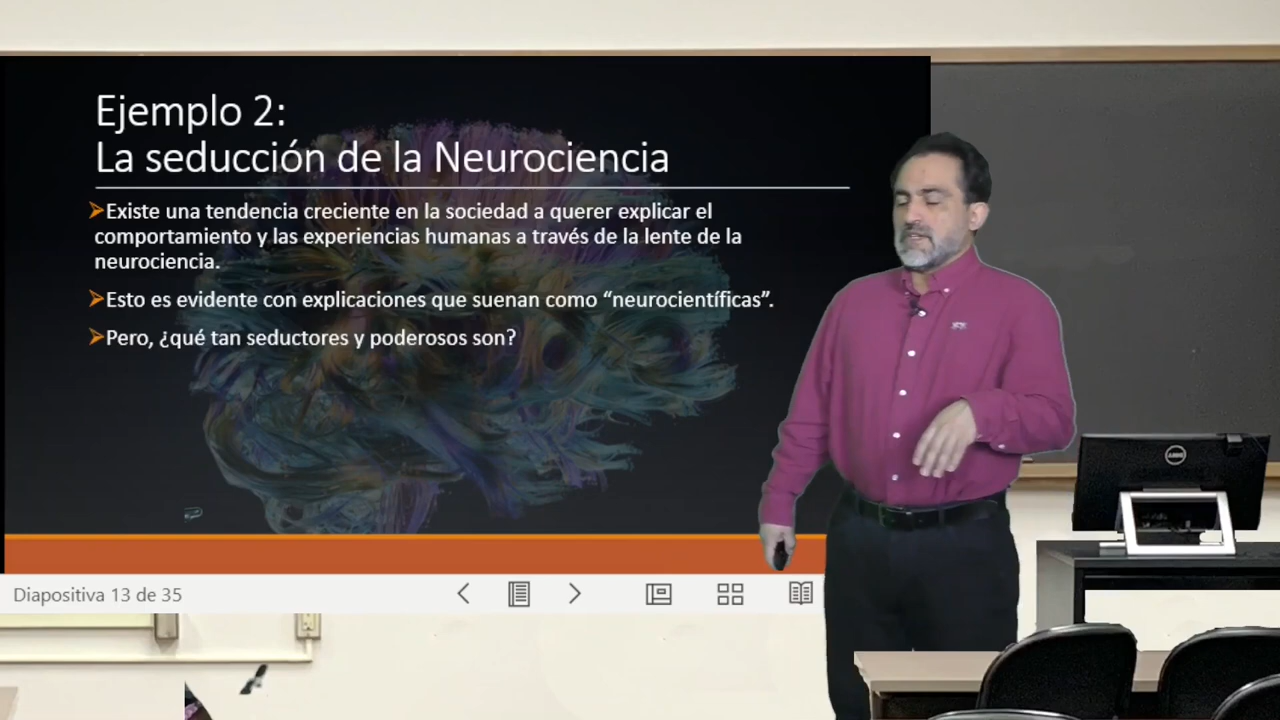 Ejemplo 2:
La seducción de la Neurociencia
Existe una tendencia creciente en la sociedad a querer explicar el
comportamiento y las experiencias humanas a través de la lente de la
neurociencia.
Esto es evidente con explicaciones que suenan como “neurocientíficas”.
Pero, ¿qué tan seductores y poderosos son?
Diapositiva 13 de 35
DELL